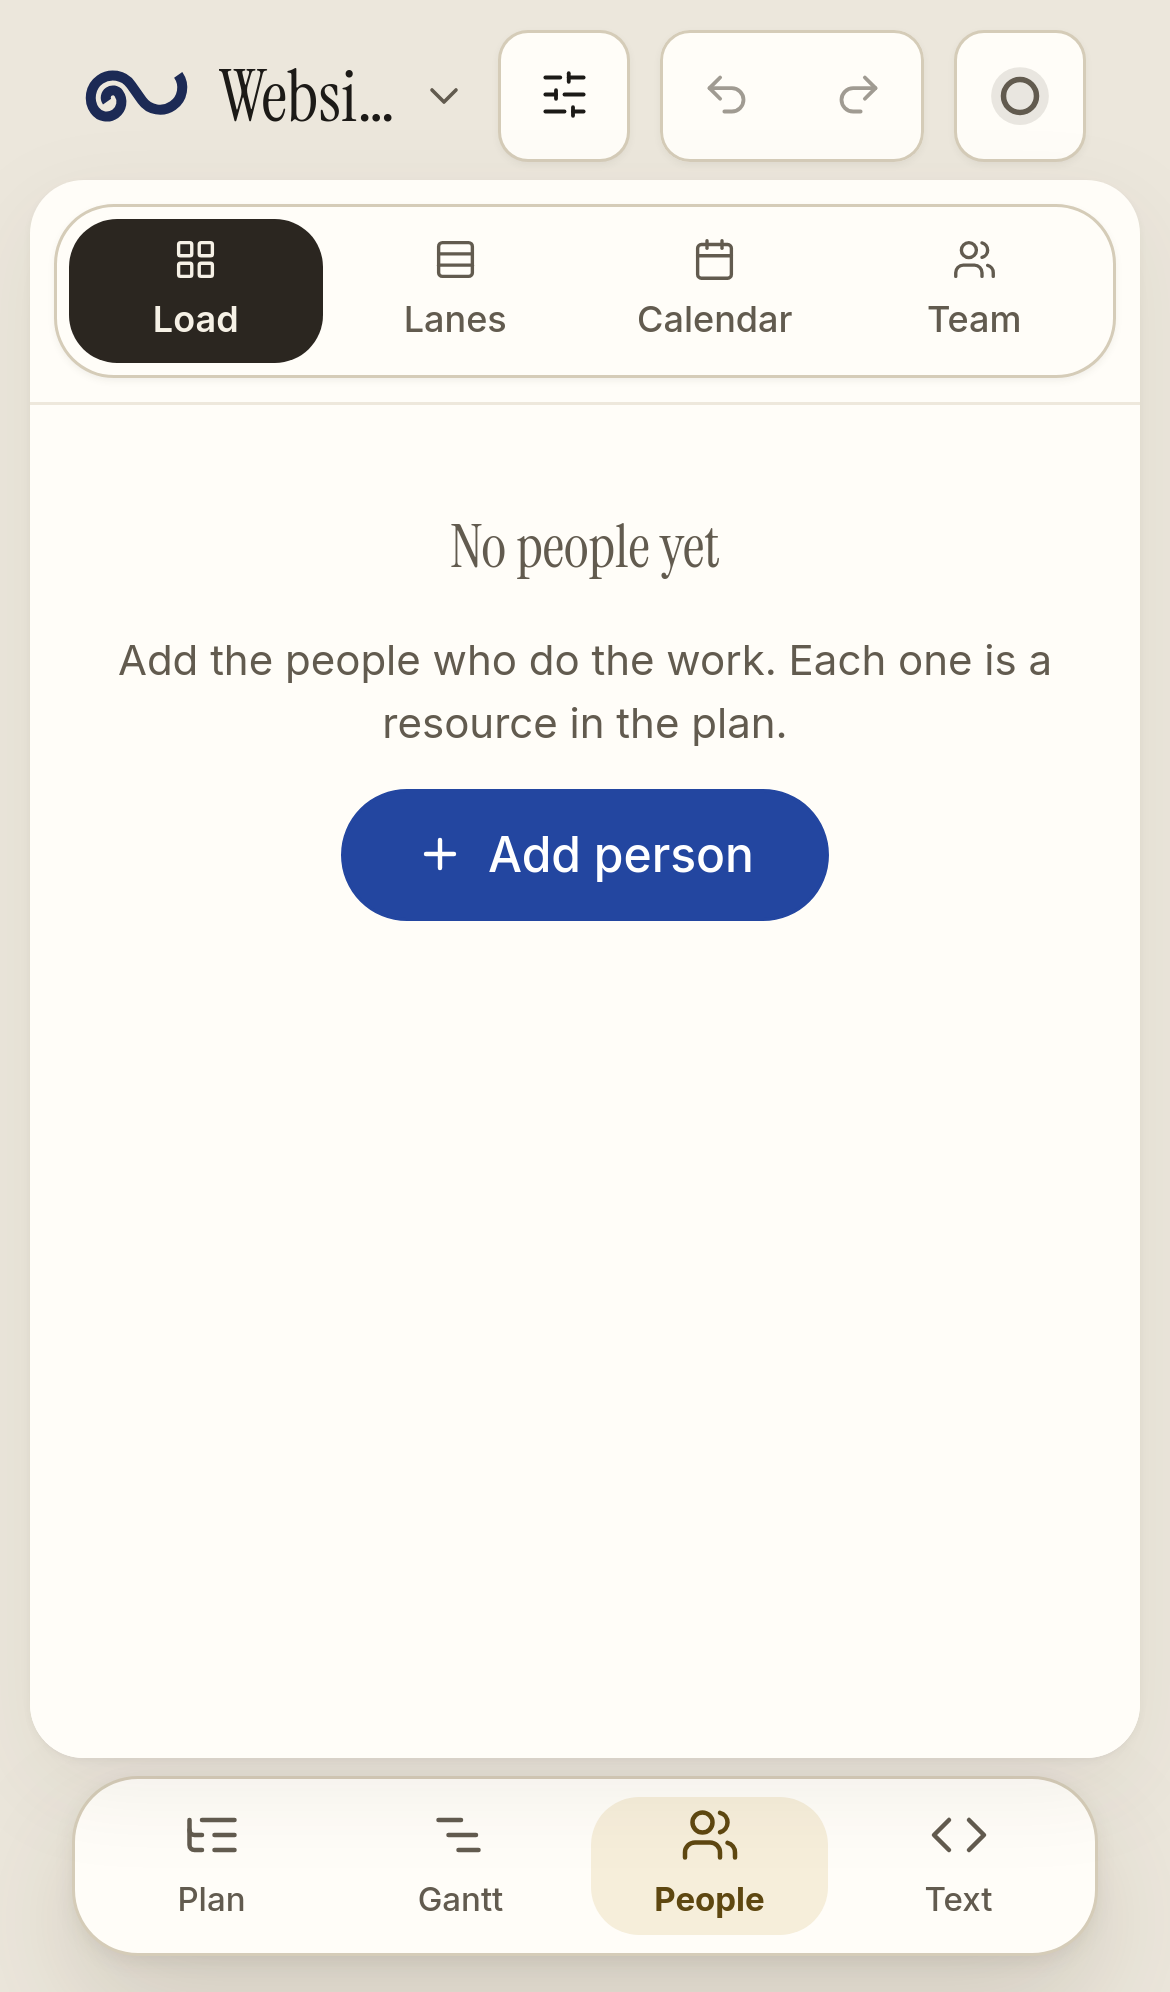 Websi...
Load
Lanes
Calendar
Team
No people yet
Add the people who do the work. Each one is a
resource in the plan.
Add person
Plan
Gantt
People
Text